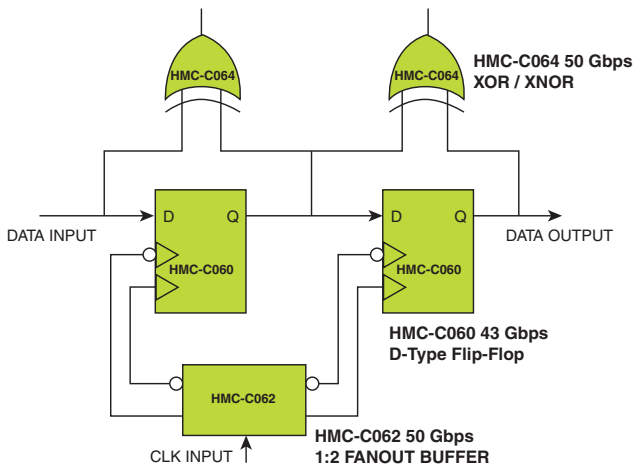 HMC-C064
HMC-C064
HMC-C064 50 Gbps
XOR / XNOR
D Q
D Q
DATA INPUT
DATA OUTPUT
HMC-C060
HMC-C060
HMC-C060 43 Gbps
D-Type Flip-Flop
HMC-C062
HMC-C062 50 Gbps
1:2 FANOUT BUFFER
CLK INPUT